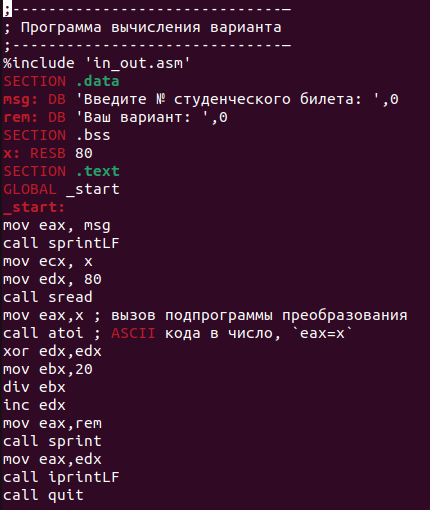 ;-------------------------------—
; Программа вычисления варианта
;-------------------------------—
%include 'in_out.asm'
SECTION .data
msg: DB 'Введите № студенческого билета: ',0
rem: DB 'Ваш вариант: ',0
SECTION .bss
x: RESB 80
SECTION .text
GLOBAL _start
_start:
mov eax, msg
call sprintLF
mov ecx, x
mov edx, 80
call sread
mov eax,x ; вызов подпрограммы преобразования
call atoi ; ASCII кода в число, `eax=x`
xor edx,edx
mov ebx,20
div ebx
inc edx
mov eax,rem
call sprint
mov eax,edx
call iprintLF
call quit